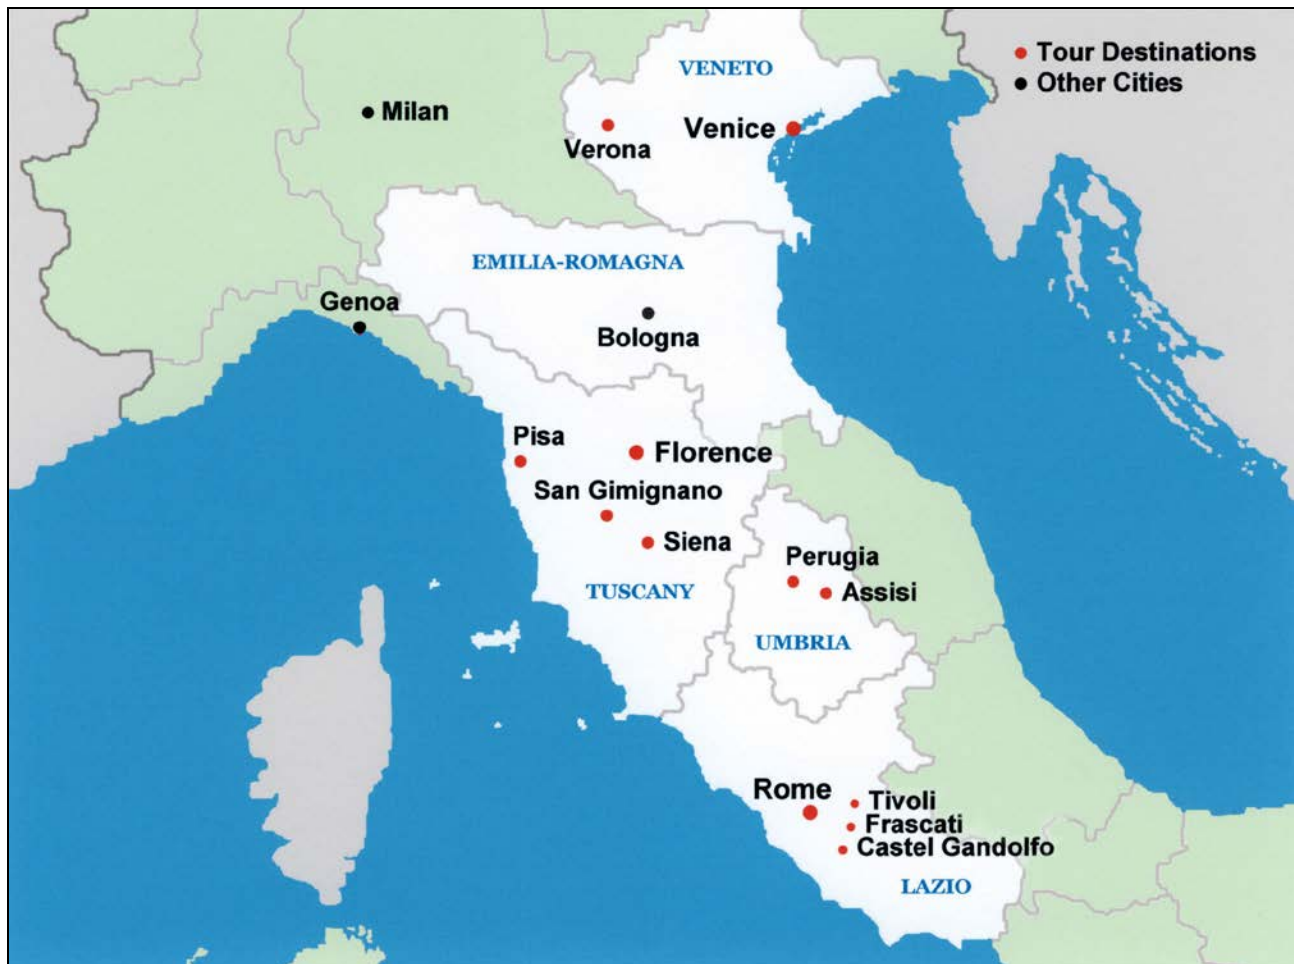 Tour Destinations
Other Cities
VENETO
Milan
Venice
Verona
EMILIA-ROMAGNA
Genoa
Bologna
Pisa
Florence
San Gimignano
Siena
Perugia
Assisi
TUSCANY
UMBRIA
Rome
Tivoli
Frascati
Castel Gandolfo
LAZIO